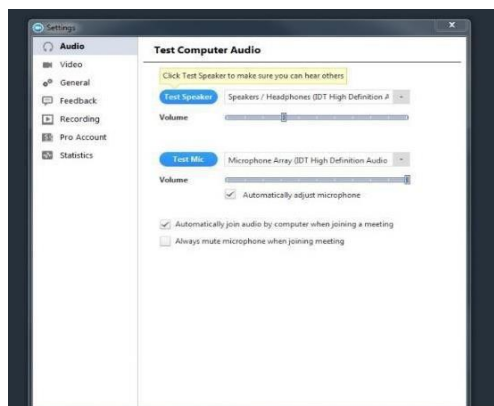 Settings
Audio
Video
General
Feedback
Recording
Pro Account
Statistics
Test Computer Audio
Click Test Speaker to make sure you can hear others
Test Speaker Speakers / Headphones (IDT High Definition A
Volume
Test Mic Microphone Array (IDT High Definition Audio
Volume
Automatically adjust microphone
Automatically join audio by computer when joining a meeting
Always mute microphone when joining meeting